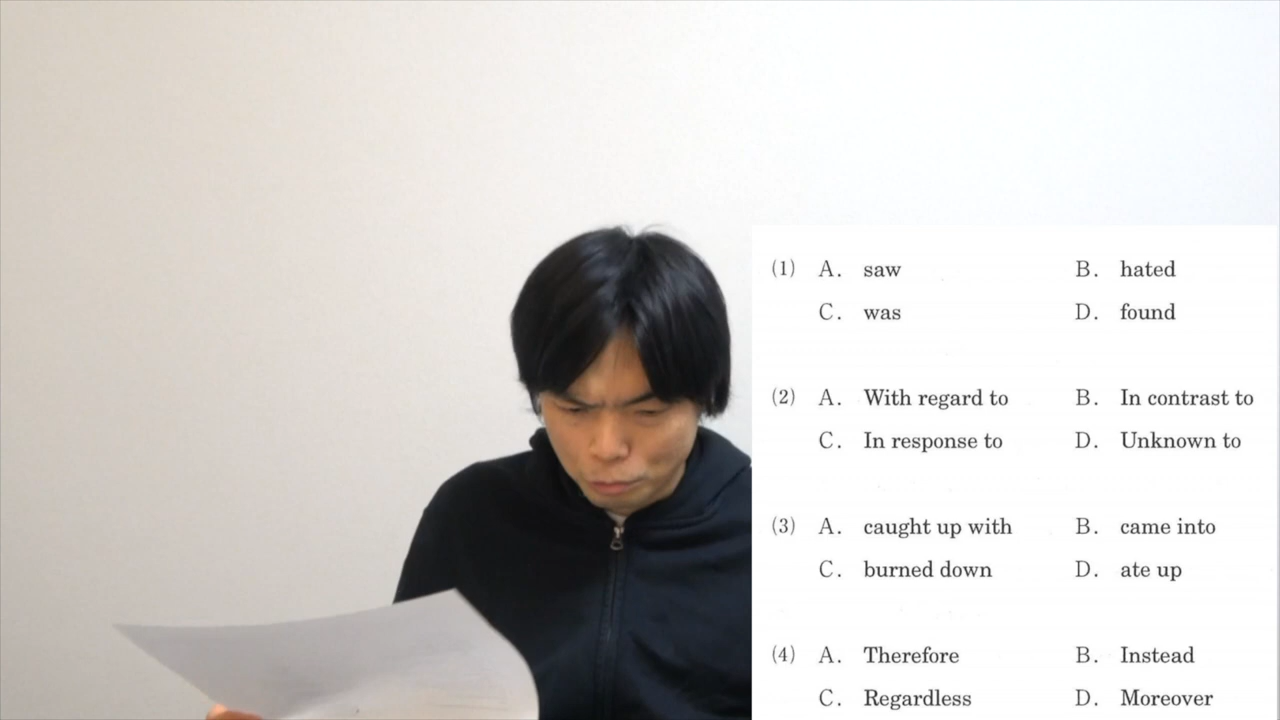 (1) A. saw B. hated
C. was D. found
(2) A. With regard to B. In contrast to
C. In response to D. Unknown to
(3) A. caught up with B. came into
C. burned down D. ate up
(4) A. Therefore B. Instead
C. Regardless D. Moreover